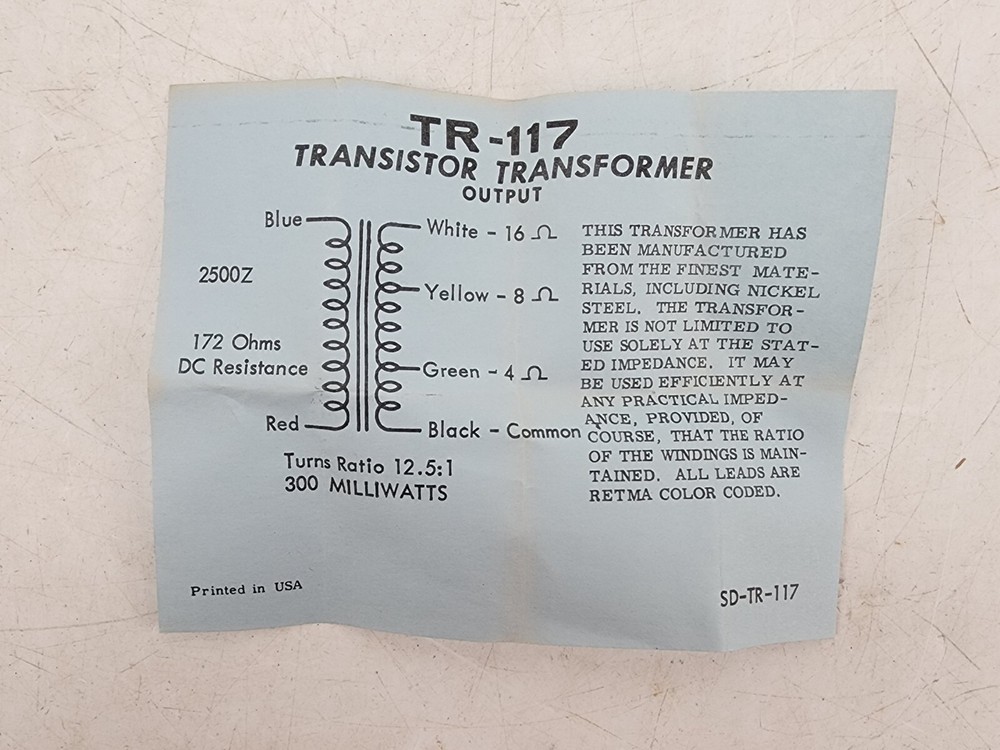 TR-117
TRANSISTOR TRANSFORMER
OUTPUT
Blue
White - 16 Ω
2500Z
Yellow - 8 Ω
172 Ohms
DC Resistance
Green - 4 Ω
Red
Black - Common
Turns Ratio 12.5:1
300 MILLIWATTS
THIS TRANSFORMER HAS
BEEN MANUFACTURED
FROM THE FINEST MATE-
RIALS, INCLUDING NICKEL
STEEL. THE TRANSFOR-
MER IS NOT LIMITED TO
USE SOLELY AT THE STAT-
ED IMPEDANCE. IT MAY
BE USED EFFICIENTLY AT
ANY PRACTICAL IMPED-
ANCE, PROVIDED, OF
COURSE, THAT THE RATIO
OF THE WINDINGS IS MAIN-
TAINED. ALL LEADS ARE
RETMA COLOR CODED.
Printed in USA
SD-TR-117